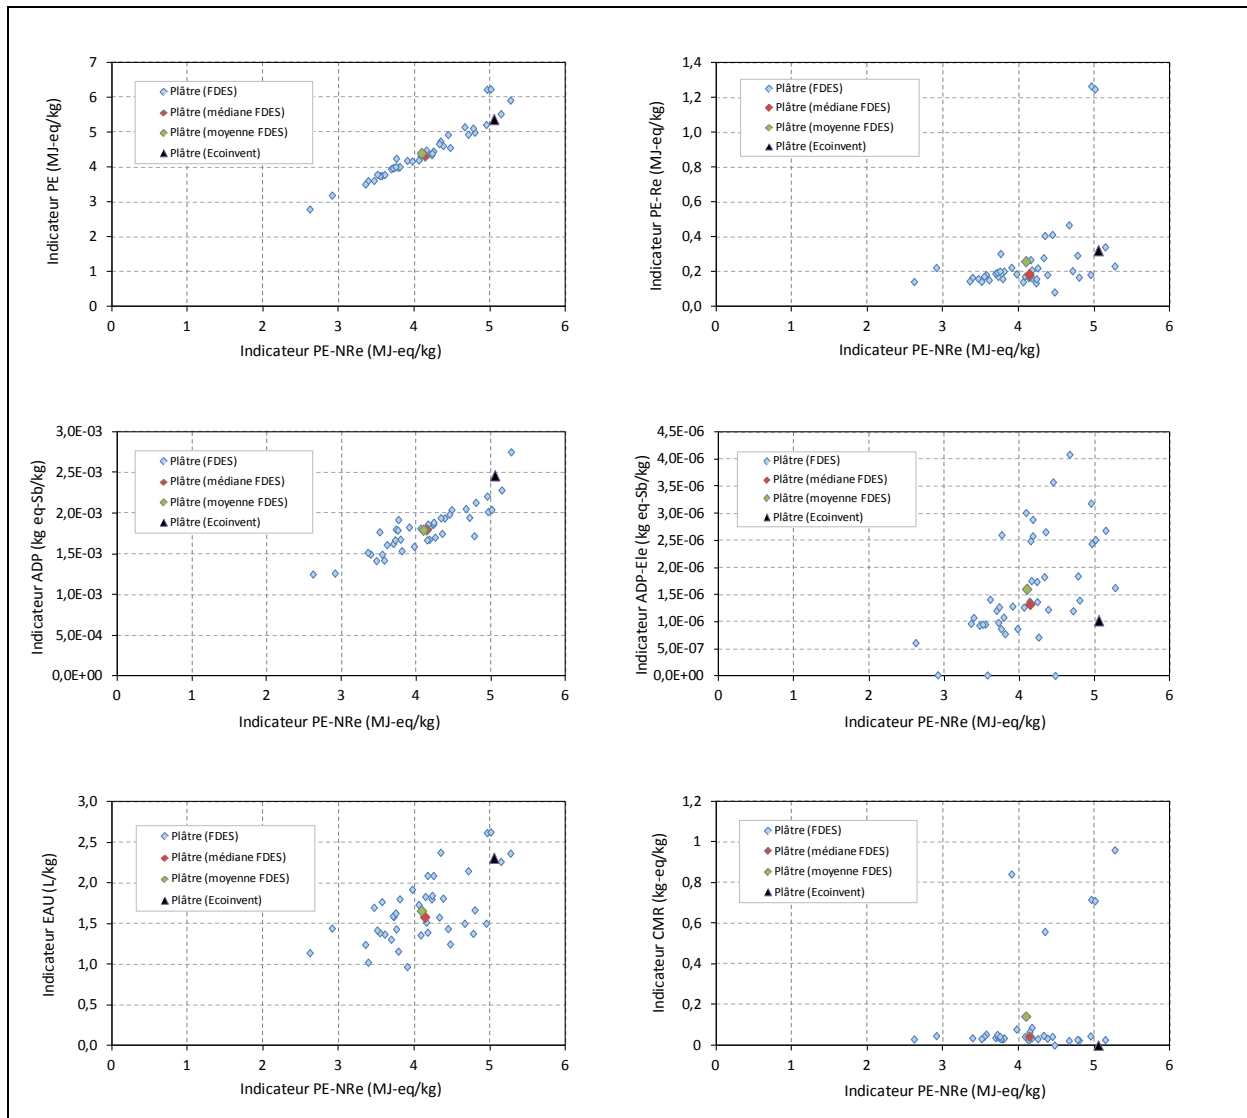 Indicateur PE (MJ-eq/kg)
7
6
5
4
3
2
1
0
Plâtre (FDES)
Plâtre (médiane FDES)
Plâtre (moyenne FDES)
Plâtre (Ecoinvent)
0 1 2 3 4 5 6
Indicateur PE-NRe (MJ-eq/kg)
Indicateur PE-Re (MJ-eq/kg)
1,4
1,2
1,0
0,8
0,6
0,4
0,2
0,0
Plâtre (FDES)
Plâtre (médiane FDES)
Plâtre (moyenne FDES)
Plâtre (Ecoinvent)
0 1 2 3 4 5 6
Indicateur PE-NRe (MJ-eq/kg)
Indicateur ADP (kg eq-Sb/kg)
3,0E-03
2,5E-03
2,0E-03
1,5E-03
1,0E-03
5,0E-04
0,0E+00
Plâtre (FDES)
Plâtre (médiane FDES)
Plâtre (moyenne FDES)
Plâtre (Ecoinvent)
0 1 2 3 4 5 6
Indicateur PE-NRe (MJ-eq/kg)
Indicateur ADP-Ele (kg eq-Sb/kg)
4,5E-06
4,0E-06
3,5E-06
3,0E-06
2,5E-06
2,0E-06
1,5E-06
1,0E-06
5,0E-07
0,0E+00
Plâtre (FDES)
Plâtre (médiane FDES)
Plâtre (moyenne FDES)
Plâtre (Ecoinvent)
0 1 2 3 4 5 6
Indicateur PE-NRe (MJ-eq/kg)
Indicateur EAU (L/kg)
3,0
2,5
2,0
1,5
1,0
0,5
0,0
Plâtre (FDES)
Plâtre (médiane FDES)
Plâtre (moyenne FDES)
Plâtre (Ecoinvent)
0 1 2 3 4 5 6
Indicateur PE-NRe (MJ-eq/kg)
Indicateur CMR (kg-eq/kg)
1,2
1
0,8
0,6
0,4
0,2
0
Plâtre (FDES)
Plâtre (médiane FDES)
Plâtre (moyenne FDES)
Plâtre (Ecoinvent)
0 1 2 3 4 5 6
Indicateur PE-NRe (MJ-eq/kg)